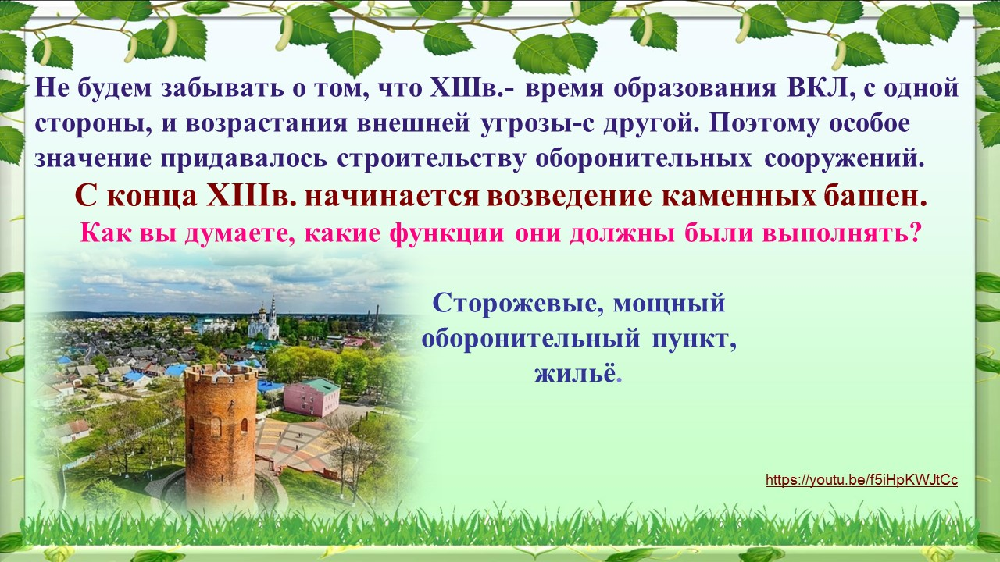 Не будем забывать о том, что XIIIв.- время образования ВКЛ, с одной
стороны, и возрастания внешней угрозы-с другой. Поэтому особое
значение придавалось строительству оборонительных сооружений.
С конца XIIIв. начинается возведение каменных башен.
Как вы думаете, какие функции они должны были выполнять?
Сторожевые, мощный
оборонительный пункт,
жильё.
https://youtu.be/f5iHpKWJtCc